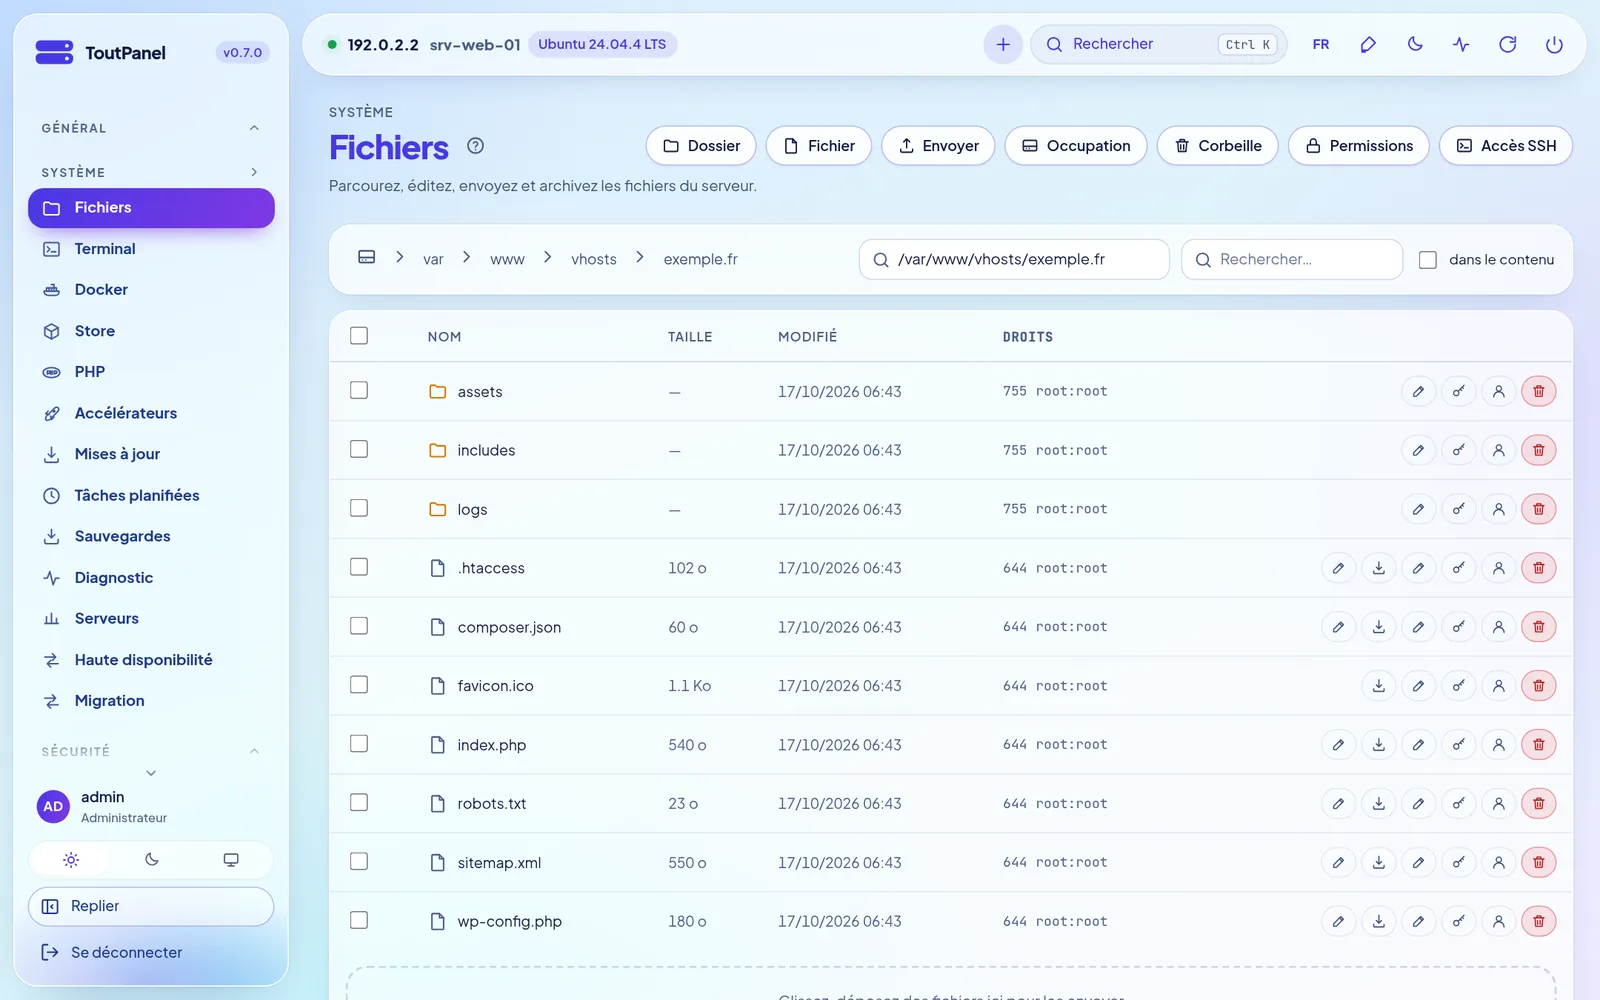 ToutPanel
v0.7.0
GÉNÉRAL
SYSTÈME
Fichiers
Terminal
Docker
Store
PHP
Accélérateurs
Mises à jour
Tâches planifiées
Sauvegardes
Diagnostic
Serveurs
Haute disponibilité
Migration
SÉCURITÉ
AD
admin
Administrateur
Replier
Se déconnecter
192.0.2.2 srv-web-01 Ubuntu 24.04.4 LTS
Rechercher Ctrl K
FR
SYSTÈME
Fichiers
Parcourez, éditez, envoyez et archivez les fichiers du serveur.
Dossier
Fichier
Envoyer
Occupation
Corbeille
Permissions
Accès SSH
var www vhosts exemple.fr
/var/www/vhosts/exemple.fr
Rechercher…
dans le contenu
NOM TAILLE MODIFIÉ DROITS
assets — 17/10/2026 06:43 755 root:root
includes — 17/10/2026 06:43 755 root:root
logs — 17/10/2026 06:43 755 root:root
.htaccess 102 o 17/10/2026 06:43 644 root:root
composer.json 60 o 17/10/2026 06:43 644 root:root
favicon.ico 1.1 Ko 17/10/2026 06:43 644 root:root
index.php 540 o 17/10/2026 06:43 644 root:root
robots.txt 23 o 17/10/2026 06:43 644 root:root
sitemap.xml 550 o 17/10/2026 06:43 644 root:root
wp-config.php 180 o 17/10/2026 06:43 644 root:root
Glissez-déposez des fichiers ici pour les envoyer